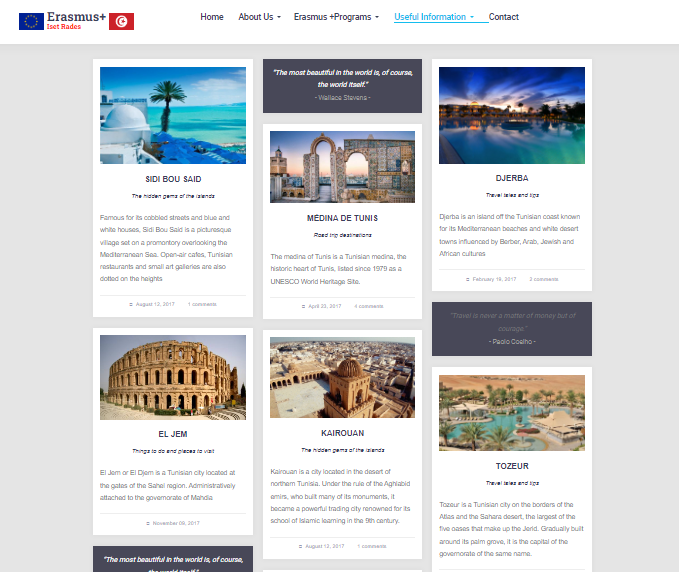 Erasmus+
Iset Rades
Home
About Us
Erasmus +Programs
Useful Information
Contact
SIDI BOU SAID
The hidden gems of the islands
Famous for its cobbled streets and blue and
white houses, Sidi Bou Said is a picturesque
village set on a promontory overlooking the
Mediterranean Sea. Open-air cafes, Tunisian
restaurants and small art galleries are also
dotted on the heights
August 12, 2017 1 comments
EL JEM
Things to do and places to visit
El Jem or El Djem is a Tunisian city located at
the gates of the Sahel region. Administratively
attached to the governorate of Mahdia
November 09, 2017
"The most beautiful in the world is, of course,
the world itself."
"The most beautiful in the world is, of course,
the world itself."
- Wallace Stevens -
MÉDINA DE TUNIS
Road trip destinations
The medina of Tunis is a Tunisian medina, the
historic heart of Tunis, listed since 1979 as a
UNESCO World Heritage Site.
April 23, 2017 4 comments
KAIROUAN
The hidden gems of the islands
Kairouan is a city located in the desert of
northern Tunisia. Under the rule of the Aghlabid
emirs, who built many of its monuments, it
became a powerful trading city renowned for its
school of Islamic learning in the 9th century.
August 12, 2017 1 comments
DJERBA
Travel tales and tips
Djerba is an island off the Tunisian coast known
for its Mediterranean beaches and white desert
towns influenced by Berber, Arab, Jewish and
African cultures
February 19, 2017 2 comments
"Travel is never a matter of money but of
courage."
- Paolo Coelho -
TOZEUR
Travel tales and tips
Tozeur is a Tunisian city on the borders of the
Atlas and the Sahara desert, the largest of the
five oases that make up the Jerid. Gradually built
around its palm grove, it is the capital of the
governorate of the same name.